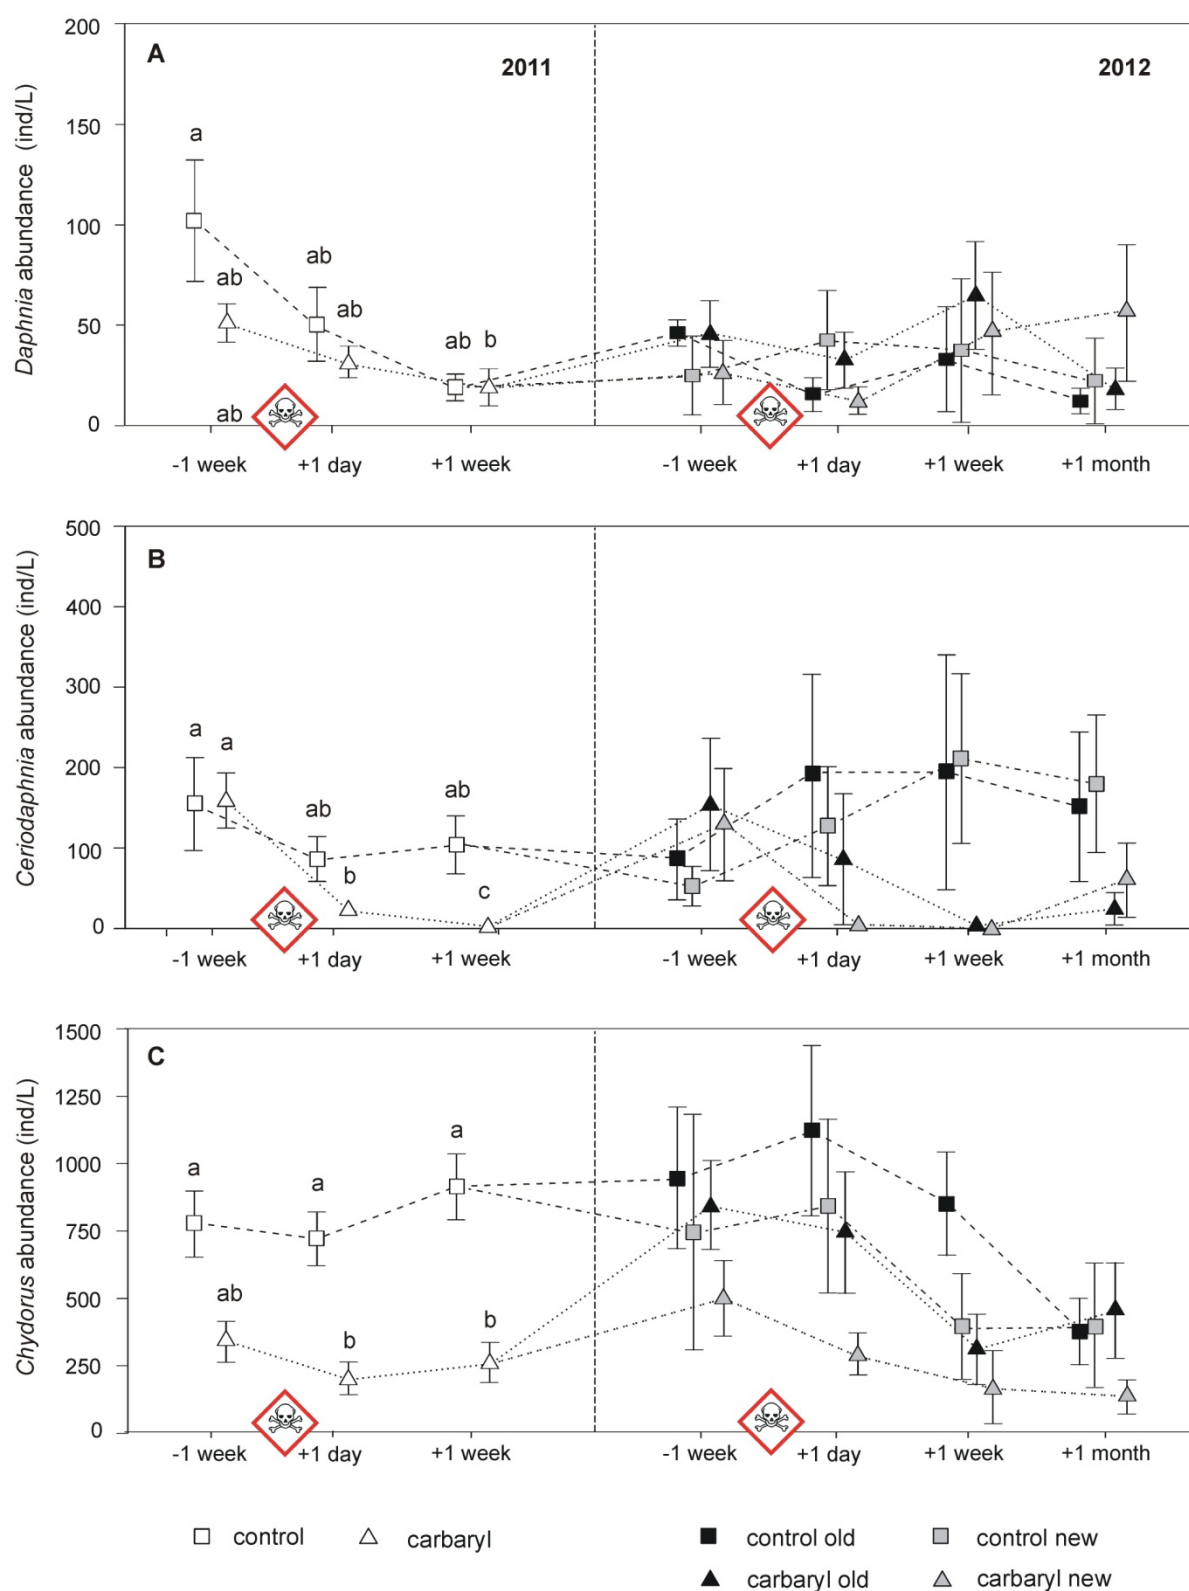 200
A
2011
2012
150
a
100
ab
ab
ab
50
ab
b
ab
0
Daphnia abundance (ind/L)
-1 week
+1 day
+1 week
-1 week
+1 day
+1 week
+1 month
500
B
400
300
a
a
200
ab
ab
100
b
c
0
Ceriodaphnia abundance (ind/L)
-1 week
+1 day
+1 week
-1 week
+1 day
+1 week
+1 month
1500
C
1250
a
1000
a
a
750
500
ab
b
b
250
0
Chydorus abundance (ind/L)
-1 week
+1 day
+1 week
-1 week
+1 day
+1 week
+1 month
control
carbaryl
control old
control new
carbaryl old
carbaryl new